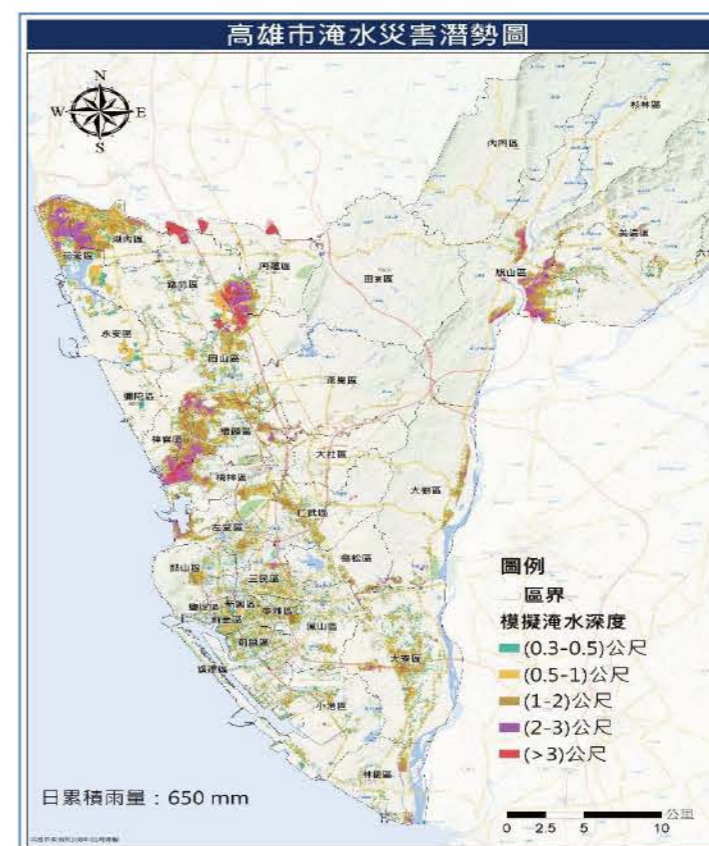 高雄市淹水災害潛勢圖
N
W E
S
杉林區
內門區
美濃區
湖內區
茄萣區
阿蓮區
路竹區
田寮區
旗山區
永安區
岡山區
燕巢區
彌陀區
梓官區
橋頭區
大社區
楠梓區
大樹區
仁武區
左營區
鳥松區
鼓山區
三民區
鹽埕區
新興區
苓雅區
前金區
鳳山區
前鎮區
大寮區
旗津區
小港區
林園區
圖例
區界
模擬淹水深度
(0.3-0.5)公尺
(0.5-1)公尺
(1-2)公尺
(2-3)公尺
(>3)公尺
日累積雨量：650 mm
公里
0 2.5 5 10